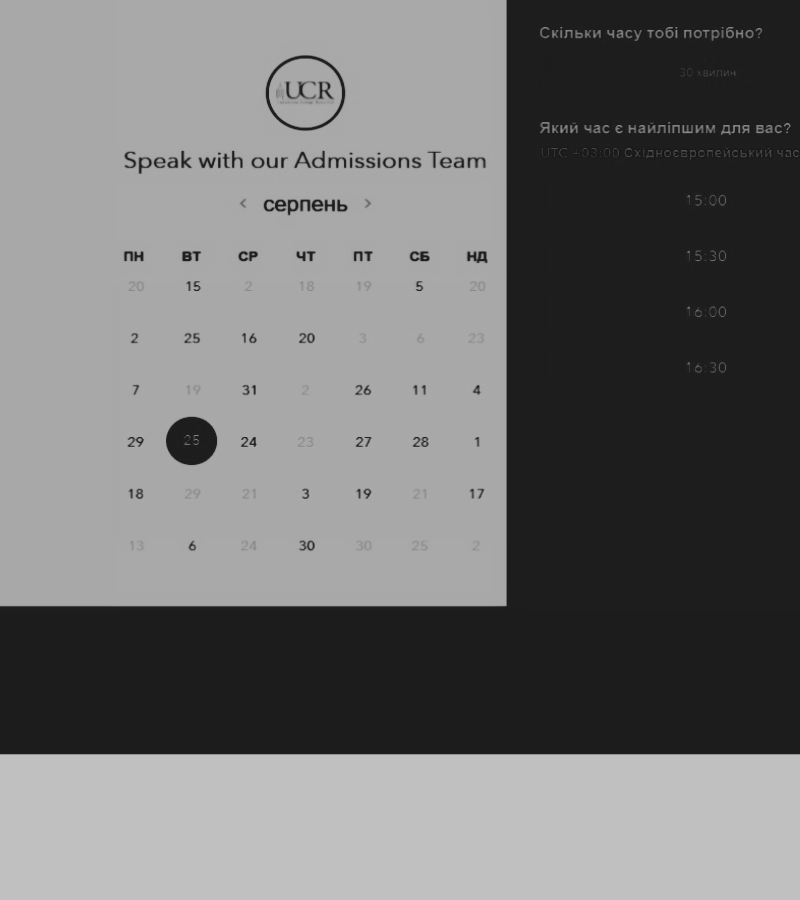 UCR
Speak with our Admissions Team
< серпень >
ПН ВТ СР ЧТ ПТ СБ НД
20 15 2 18 19 5 20
2 25 16 20 3 6 23
7 19 31 2 26 11 4
29 25 24 23 27 28 1
18 29 21 3 19 21 17
13 6 24 30 30 25 2
Скільки часу тобі потрібно?
30 хвилин
Який час є найліпшим для вас?
UTC +03:00 Східноєвропейський час
15:00
15:30
16:00
16:30